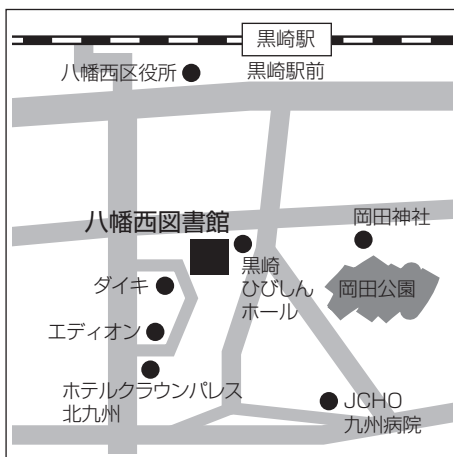 黒崎駅
八幡西区役所
黒崎駅前
八幡西図書館
岡田神社
黒崎
ひびしん
ホール
ダイキ
岡田公園
エディオン
ホテルクラウンパレス
北九州
JCHO
九州病院